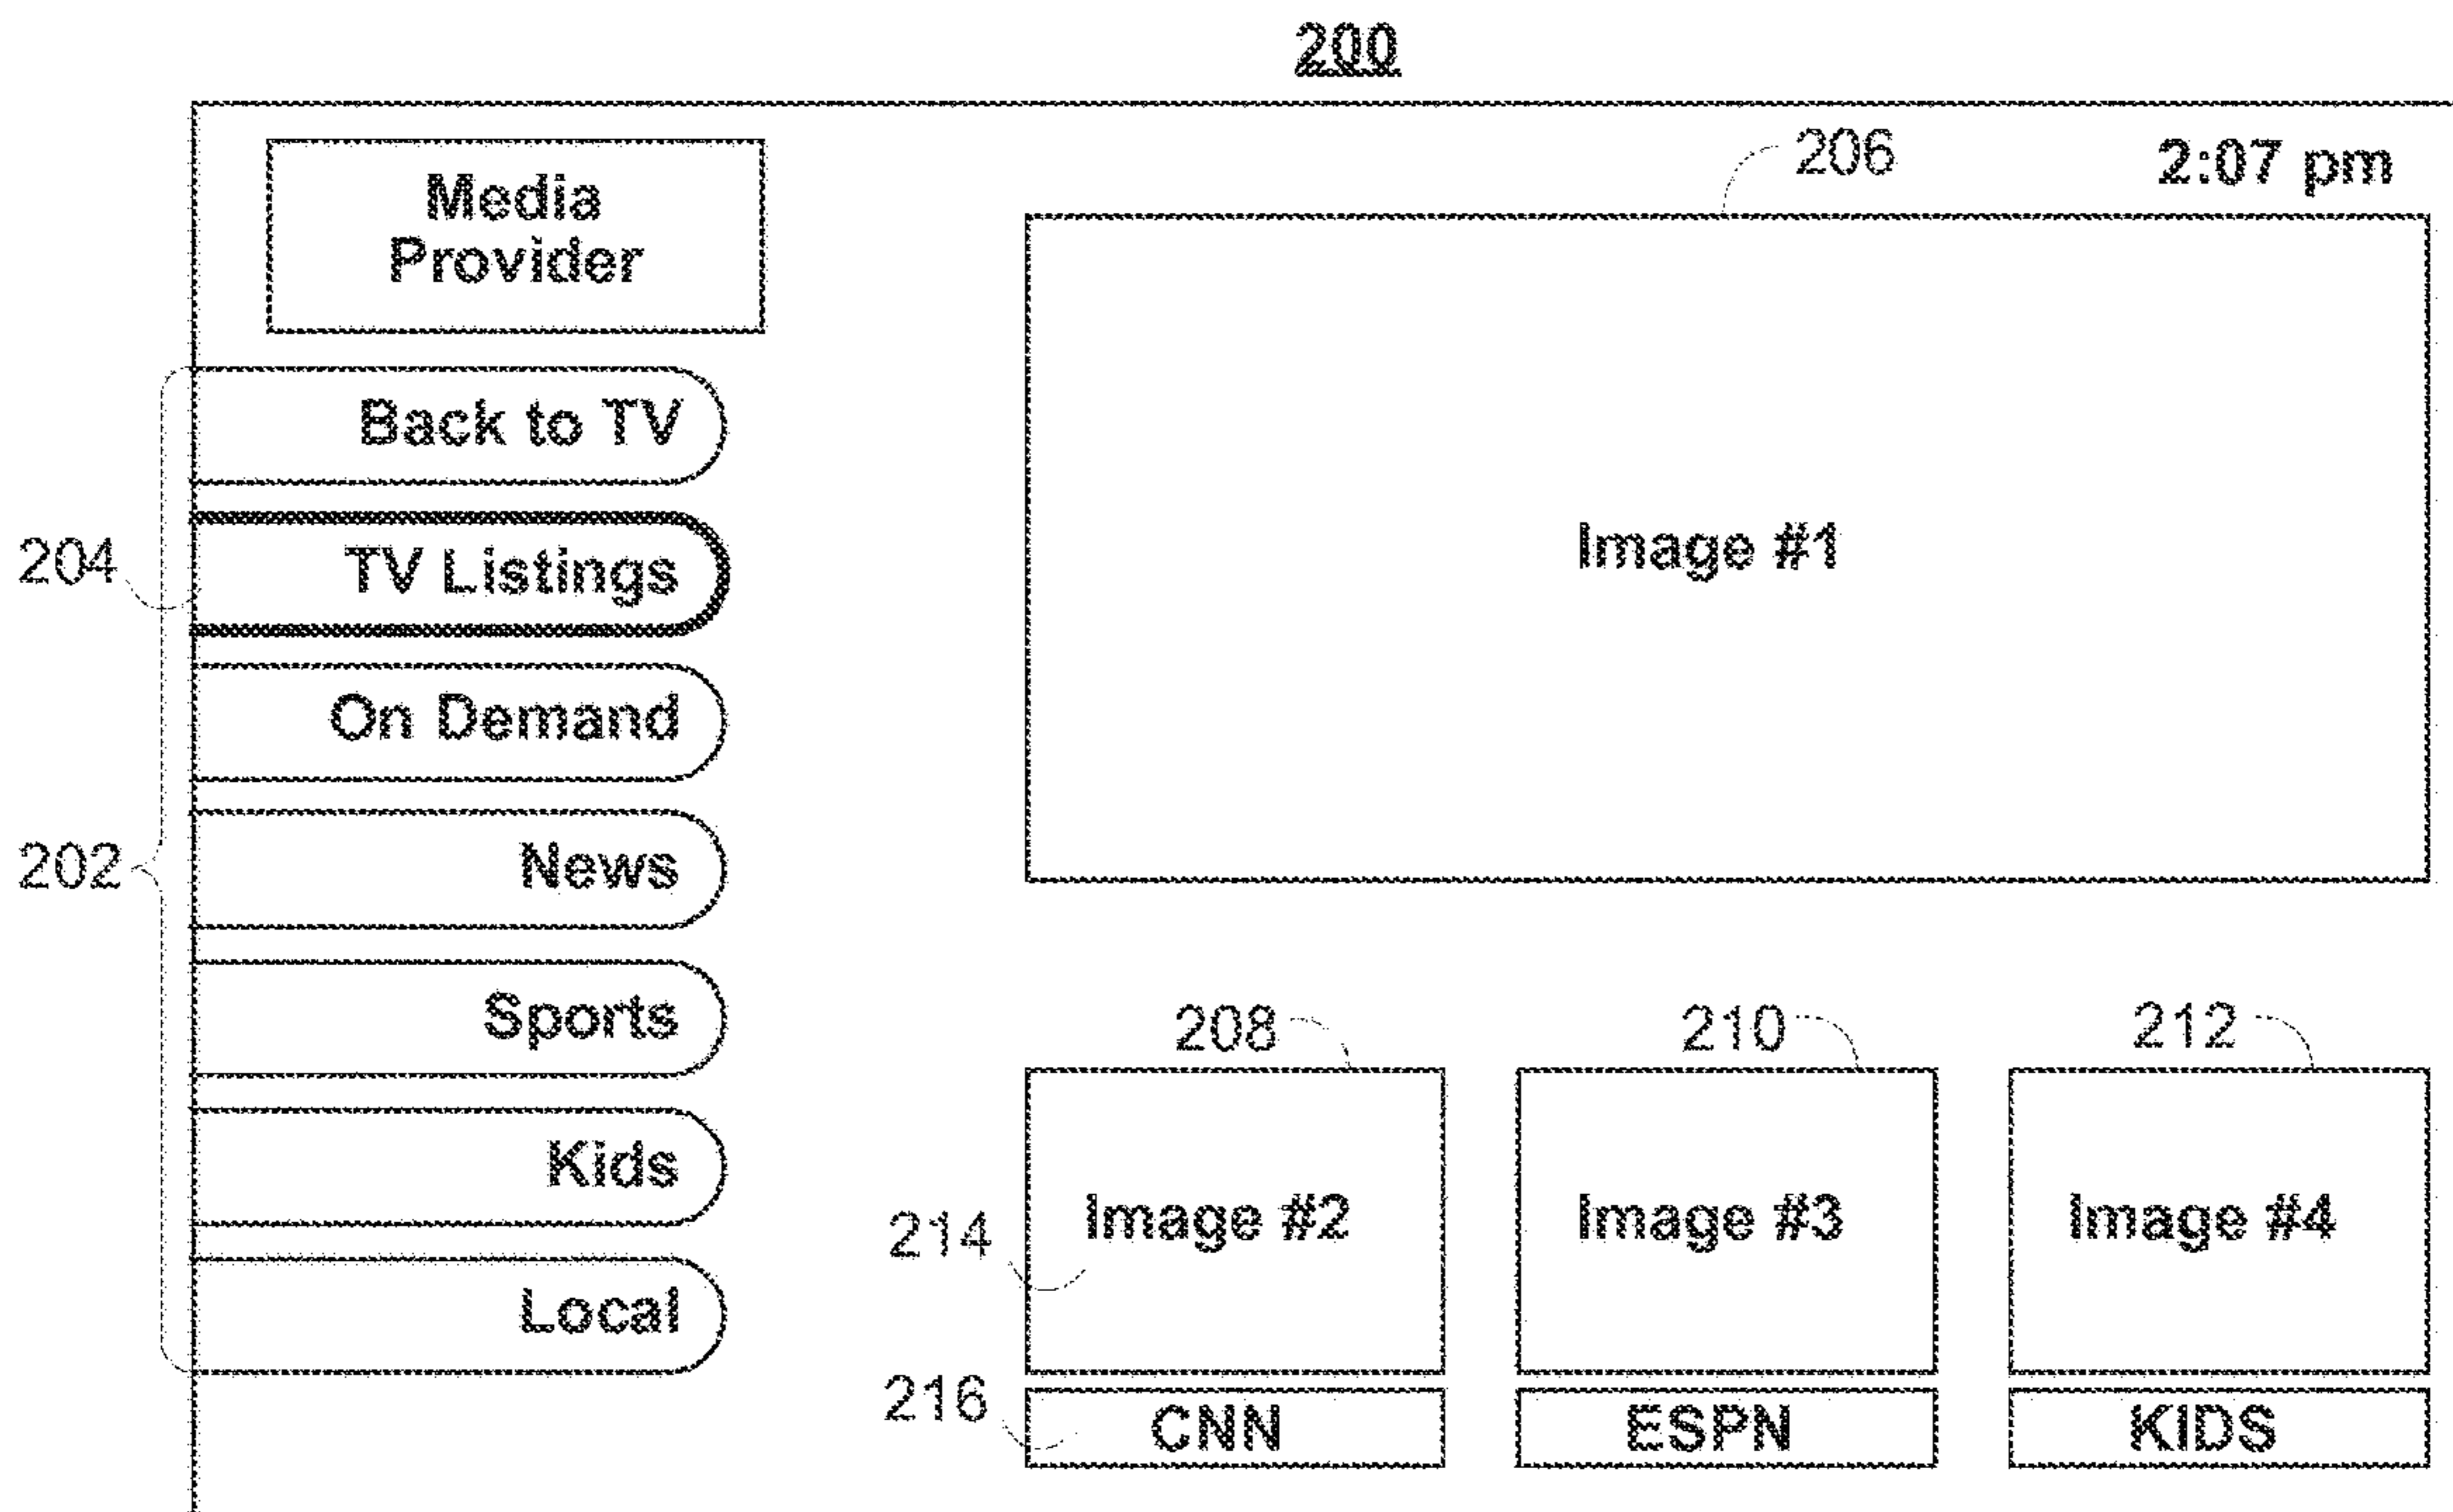 200
206
2:07 pm
Media
Provider
Back to TV
204
TV Listings
Image #1
On Demand
202
News
Sports
208
210
212
Kids
214
Image #2
Image #3
Image #4
Local
216
CNN
ESPN
KIDS